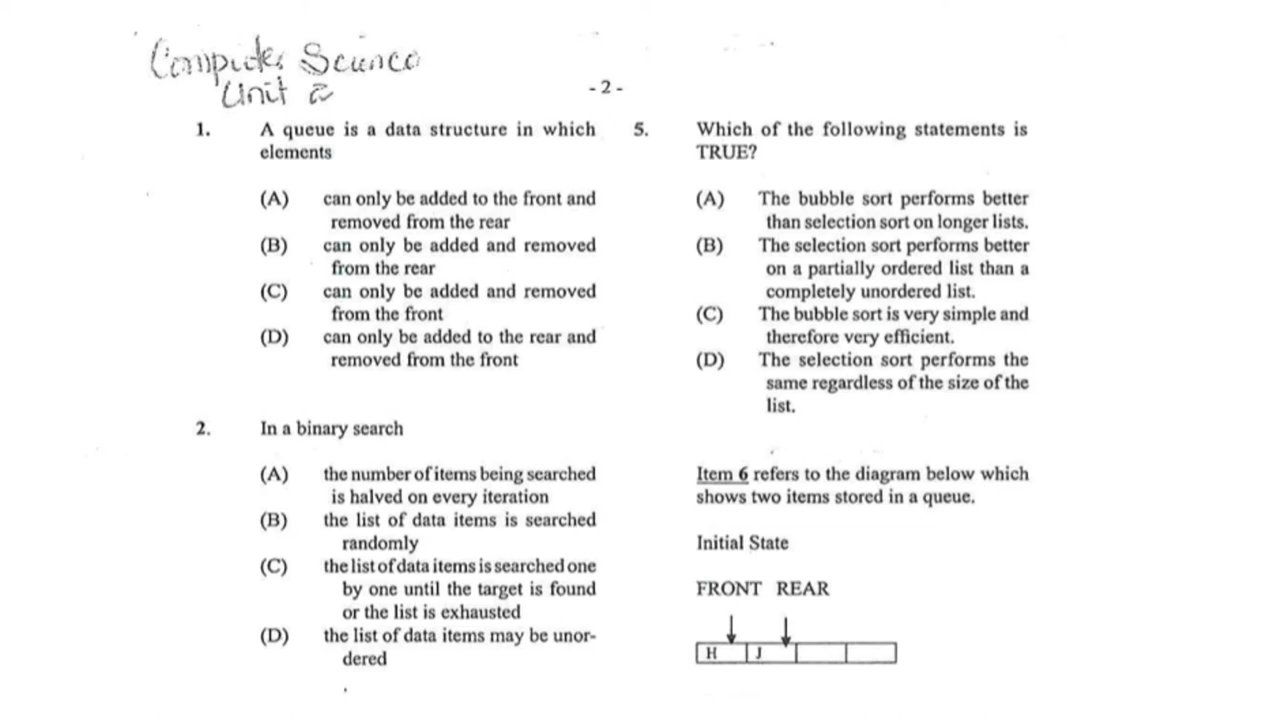 Computer Science
Unit 2
- 2 -
1. A queue is a data structure in which
elements
(A) can only be added to the front and
removed from the rear
(B) can only be added and removed
from the rear
(C) can only be added and removed
from the front
(D) can only be added to the rear and
removed from the front
2. In a binary search
(A) the number of items being searched
is halved on every iteration
(B) the list of data items is searched
randomly
(C) the list of data items is searched one
by one until the target is found
or the list is exhausted
(D) the list of data items may be unor-
dered
5. Which of the following statements is
TRUE?
(A) The bubble sort performs better
than selection sort on longer lists.
(B) The selection sort performs better
on a partially ordered list than a
completely unordered list.
(C) The bubble sort is very simple and
therefore very efficient.
(D) The selection sort performs the
same regardless of the size of the
list.
Item 6 refers to the diagram below which
shows two items stored in a queue.
Initial State
FRONT REAR
H J